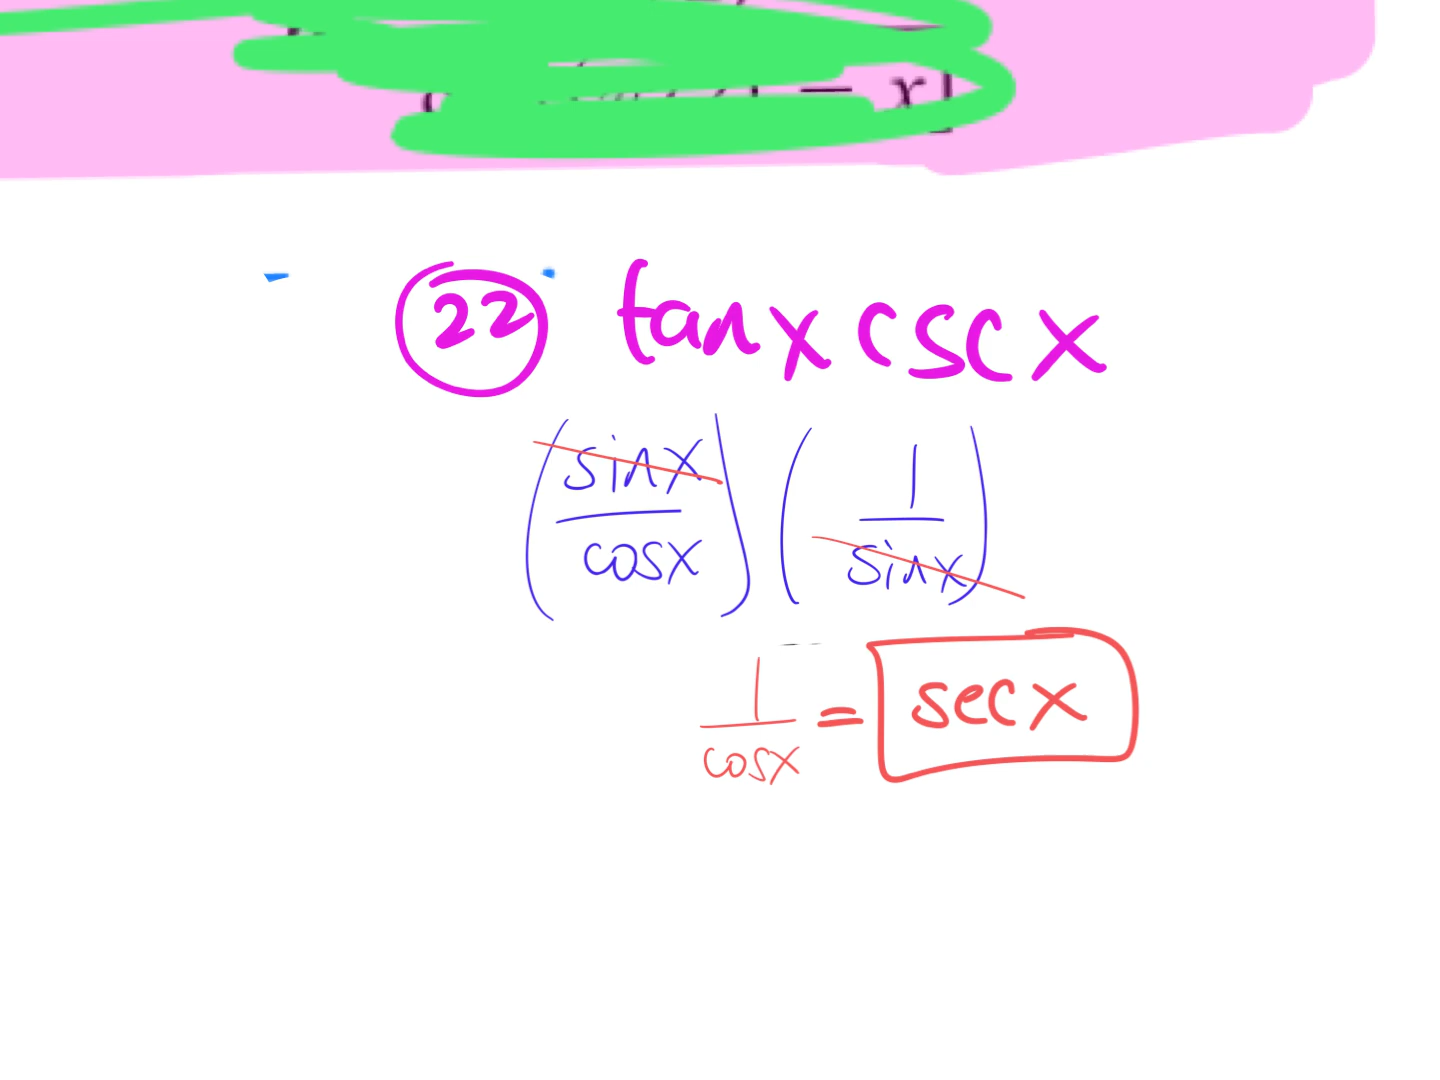 − x]
22 tan x csc x
(sin x / cos x) (1 / sin x)
1 / cos x = sec x